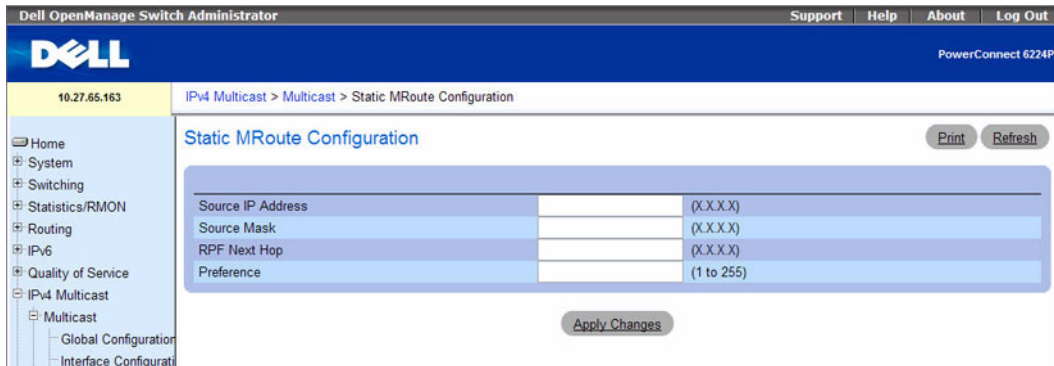 Dell OpenManage Switch Administrator
Support Help About Log Out
DELL
PowerConnect 6224P
10.27.65.163
IPv4 Multicast > Multicast > Static MRoute Configuration
Home
System
Switching
Statistics/RMON
Routing
IPv6
Quality of Service
IPv4 Multicast
Multicast
Global Configuration
Interface Configurati
Static MRoute Configuration
Print Refresh
Source IP Address (X.X.X.X)
Source Mask (X.X.X.X)
RPF Next Hop (X.X.X.X)
Preference (1 to 255)
Apply Changes